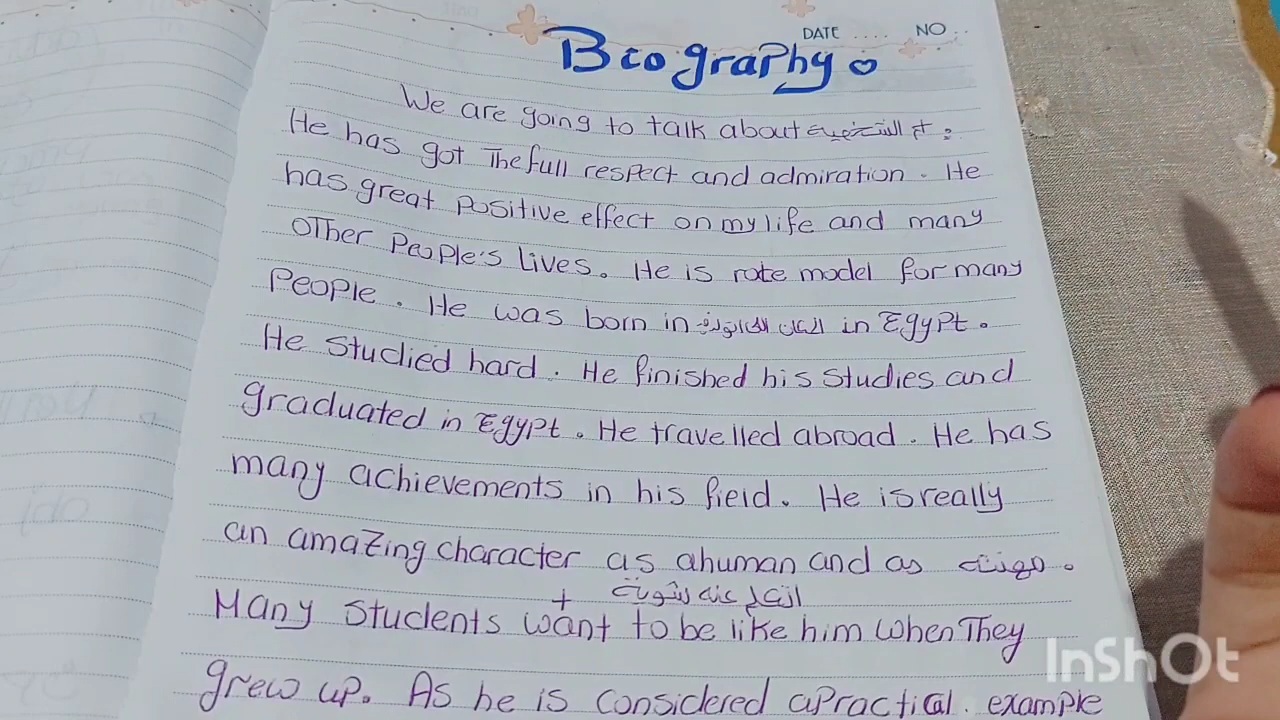 DATE .... NO..
Biography
We are going to talk about اسم الشخصية :
He has got The full respect and admiration. He
has great positive effect on my life and many
other People's lives. He is role model for many
People. He was born in المكان اللي اتولد فيه in Egypt.
He studied hard. He finished his studies and
graduated in Egypt. He travelled abroad. He has
many achievements in his field. He is really
an amazing character as a human and as مهنته.
+ اتكلم عنه شوية
Many students want to be like him when They
grew up. As he is considered a Practical. example
InShOt